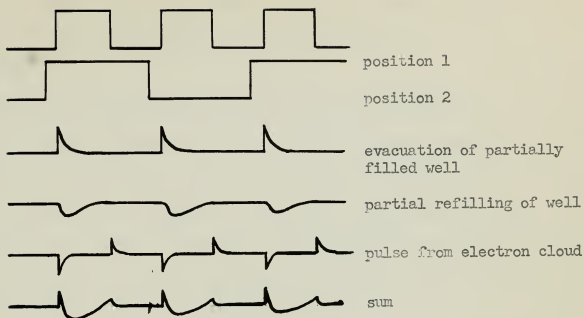 position 1
position 2
evacuation of partially
filled well
partial refilling of well
pulse from electron cloud
sum